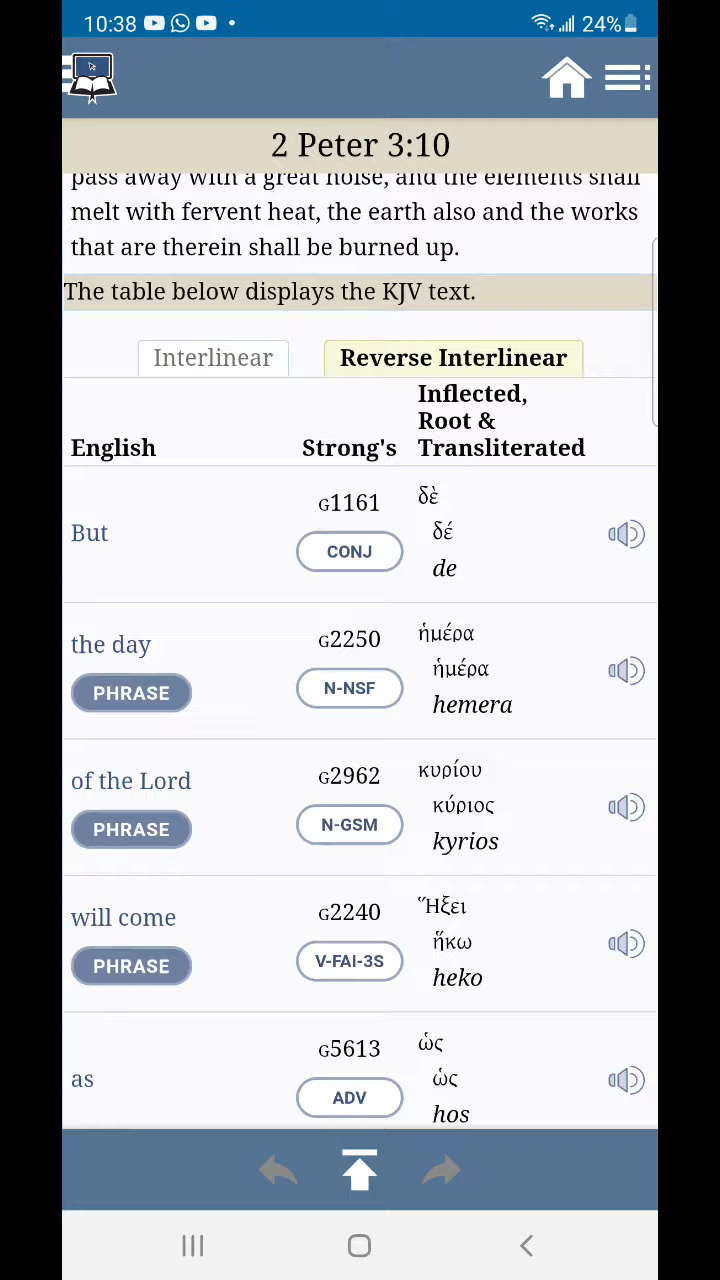 10:38
24%
2 Peter 3:10
pass away with a great noise, and the elements shall
melt with fervent heat, the earth also and the works
that are therein shall be burned up.
The table below displays the KJV text.
Interlinear
Reverse Interlinear
English
Strong's
Inflected,
Root &
Transliterated
But
G1161
CONJ
δὲ
δέ
de
the day
PHRASE
G2250
N-NSF
ἡμέρα
ἡμέρα
hemera
of the Lord
PHRASE
G2962
N-GSM
κυρίου
κύριος
kyrios
will come
PHRASE
G2240
V-FAI-3S
Ἥξει
ἥκω
heko
as
G5613
ADV
ὡς
ὡς
hos